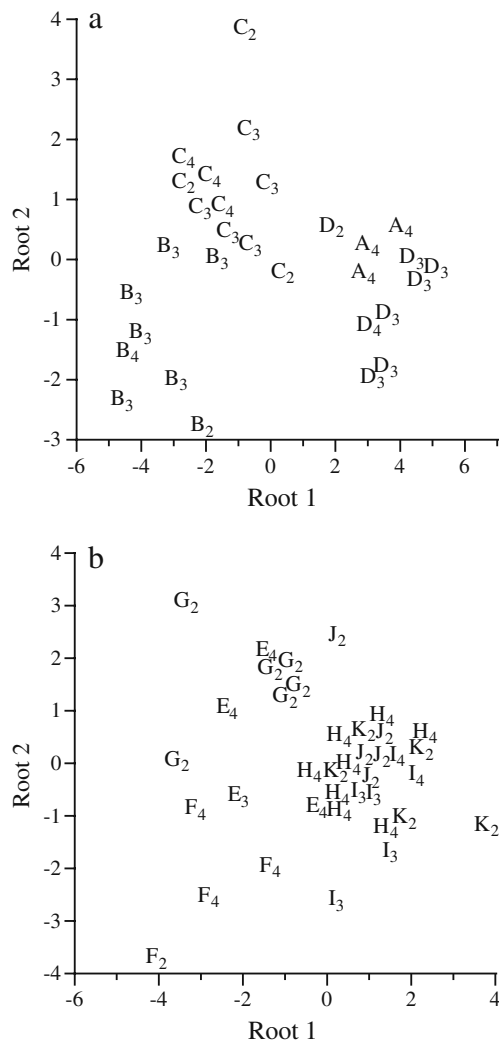 a
4
3
2
1
0
-1
-2
-3
Root 2
C2
C3
C4
C2
C4
C3
C3
C4
C3
C3
C2
B3
B3
B3
B3
B4
B3
B3
B2
D2
A4
A4
A4
D3
D3
D3
D3
D4
D3
D3
-6 -4 -2 0 2 4 6
Root 1
b
4
3
2
1
0
-1
-2
-3
-4
Root 2
G2
J2
E4
G2
G2
G2
G2
E4
H4
H4
K2
J2
H4
K2
J2
J2
I4
G2
H4
K2
H4
J2
I4
E3
H4
I3
I3
F4
E4
H4
K2
H4
K2
I3
F4
F4
I3
F2
-6 -4 -2 0 2 4
Root 1